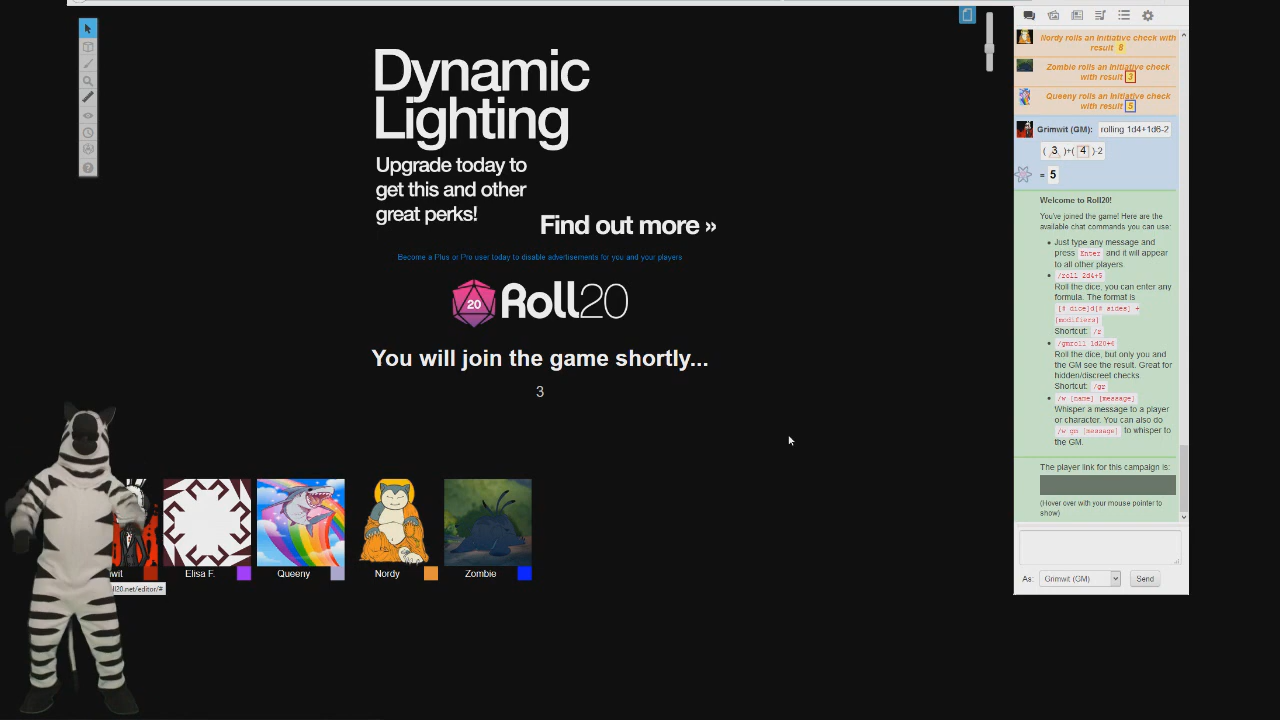 Dynamic
Lighting
Upgrade today to
get this and other
great perks!
Find out more »
Become a Plus or Pro user today to disable advertisements for you and your players
20
Roll20
You will join the game shortly...
3
wit
Elisa F.
Queeny
Nordy
Zombie
ll20.net/editor/#
Nordy rolls an Initiative check with
result 8
Zombie rolls an Initiative check
with result 3
Queeny rolls an Initiative check
with result 5
Grimwit (GM): rolling 1d4+1d6-2
( 3 )+( 4 )-2
= 5
Welcome to Roll20!
You've joined the game! Here are the
available chat commands you can use:
• Just type any message and
press Enter and it will appear
to all other players.
• /roll 2d4+5
Roll the dice, you can enter any
formula. The format is
[# dice]d[# sides] +
[modifiers]
Shortcut: /r
Roll the dice, but only you and
the GM see the result. Great for
hidden/discreet checks.
Shortcut: /gr
• /w [name] [message]
Whisper a message to a player
or character. You can also do
/w gm [message] to whisper to
the GM.
The player link for this campaign is:
(Hover over with your mouse pointer to
show)
As: Grimwit (GM) Send